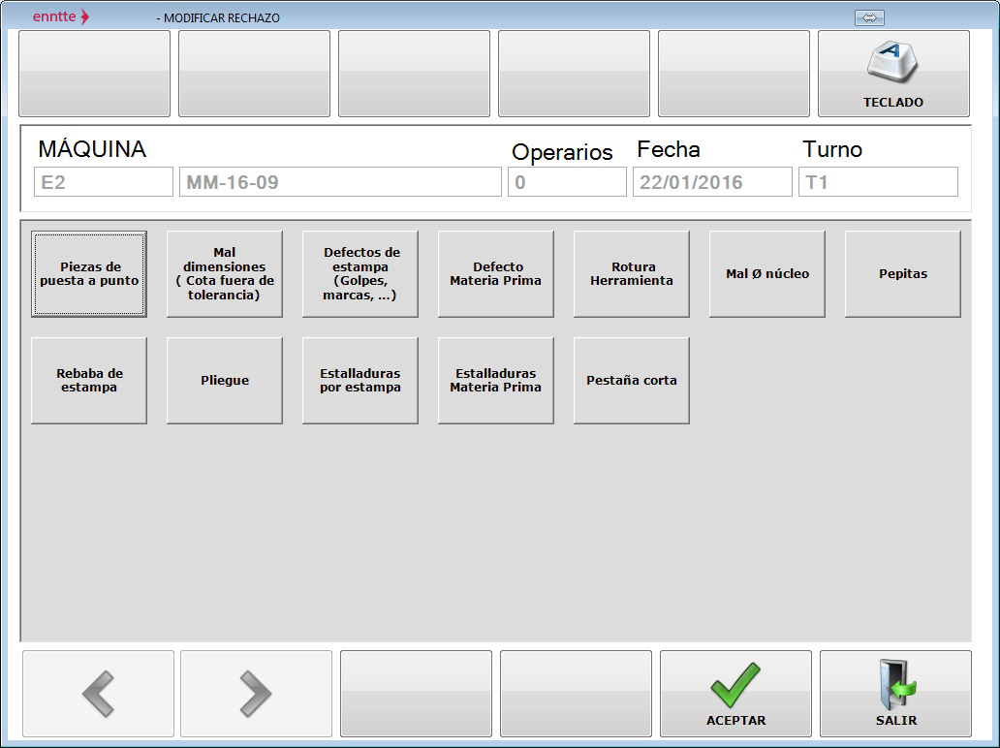 enntte
- MODIFICAR RECHAZO
A
TECLADO
MÁQUINA
Operarios
Fecha
Turno
E2
MM-16-09
0
22/01/2016
T1
Piezas de
puesta a punto
Mal
dimensiones
( Cota fuera de
tolerancia)
Defectos de
estampa
(Golpes,
marcas, ...)
Defecto
Materia Prima
Rotura
Herramienta
Mal Ø núcleo
Pepitas
Rebaba de
estampa
Pliegue
Estalladuras
por estampa
Estalladuras
Materia Prima
Pestaña corta
ACEPTAR
SALIR